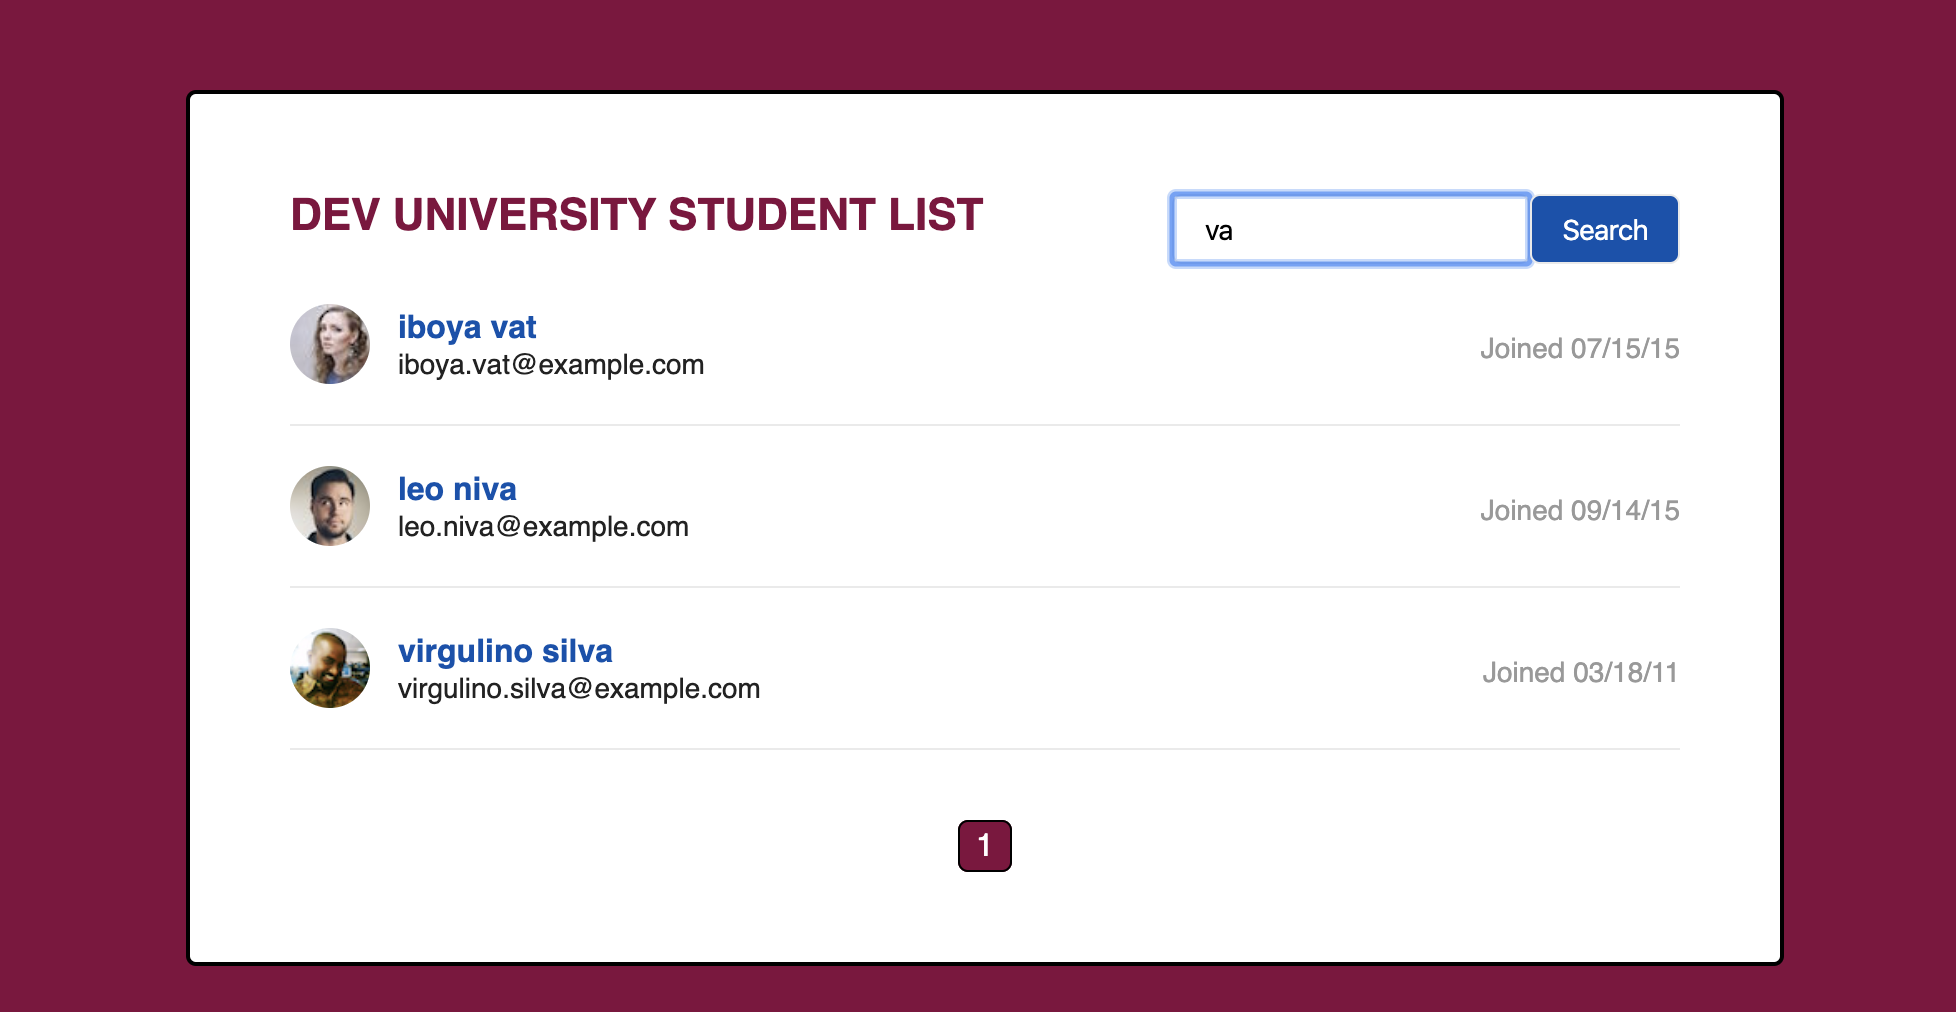 DEV UNIVERSITY STUDENT LIST
va
Search
iboya vat
iboya.vat@example.com
Joined 07/15/15
leo niva
leo.niva@example.com
Joined 09/14/15
virgulino silva
virgulino.silva@example.com
Joined 03/18/11
1